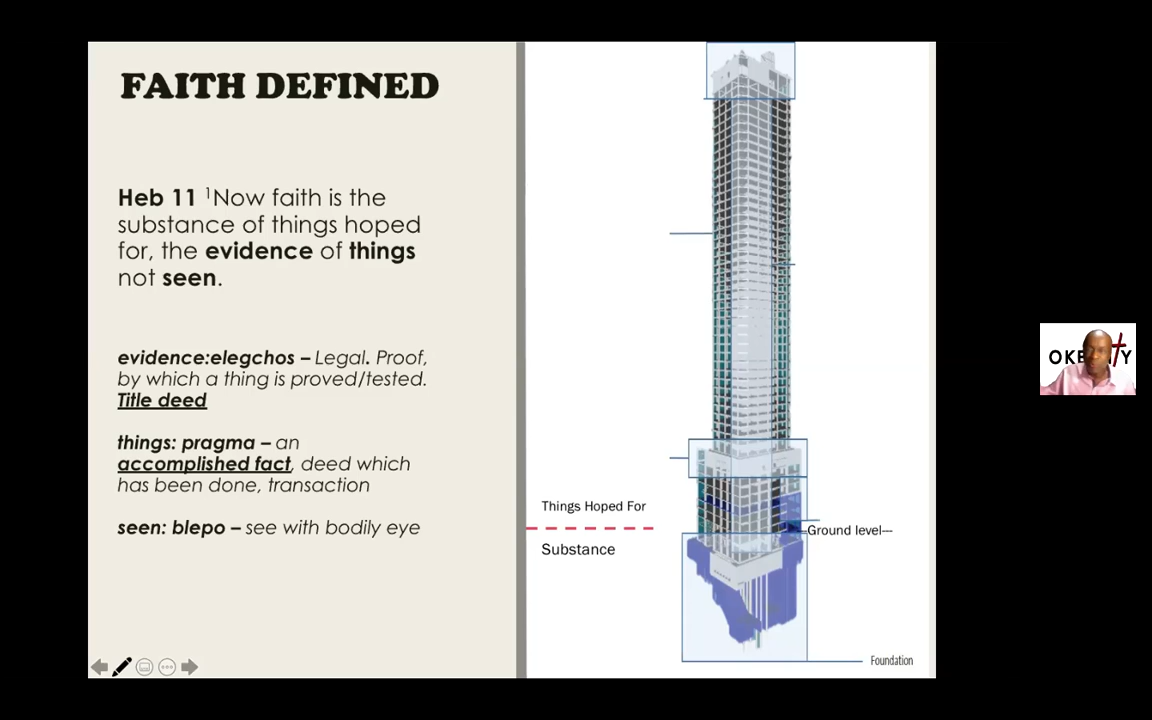 FAITH DEFINED
Heb 11 ¹Now faith is the
substance of things hoped
for, the evidence of things
not seen.
evidence:elegchos – Legal. Proof,
by which a thing is proved/tested.
Title deed
things: pragma – an
accomplished fact, deed which
has been done, transaction
seen: blepo – see with bodily eye
Things Hoped For
Substance
Ground level---
Foundation